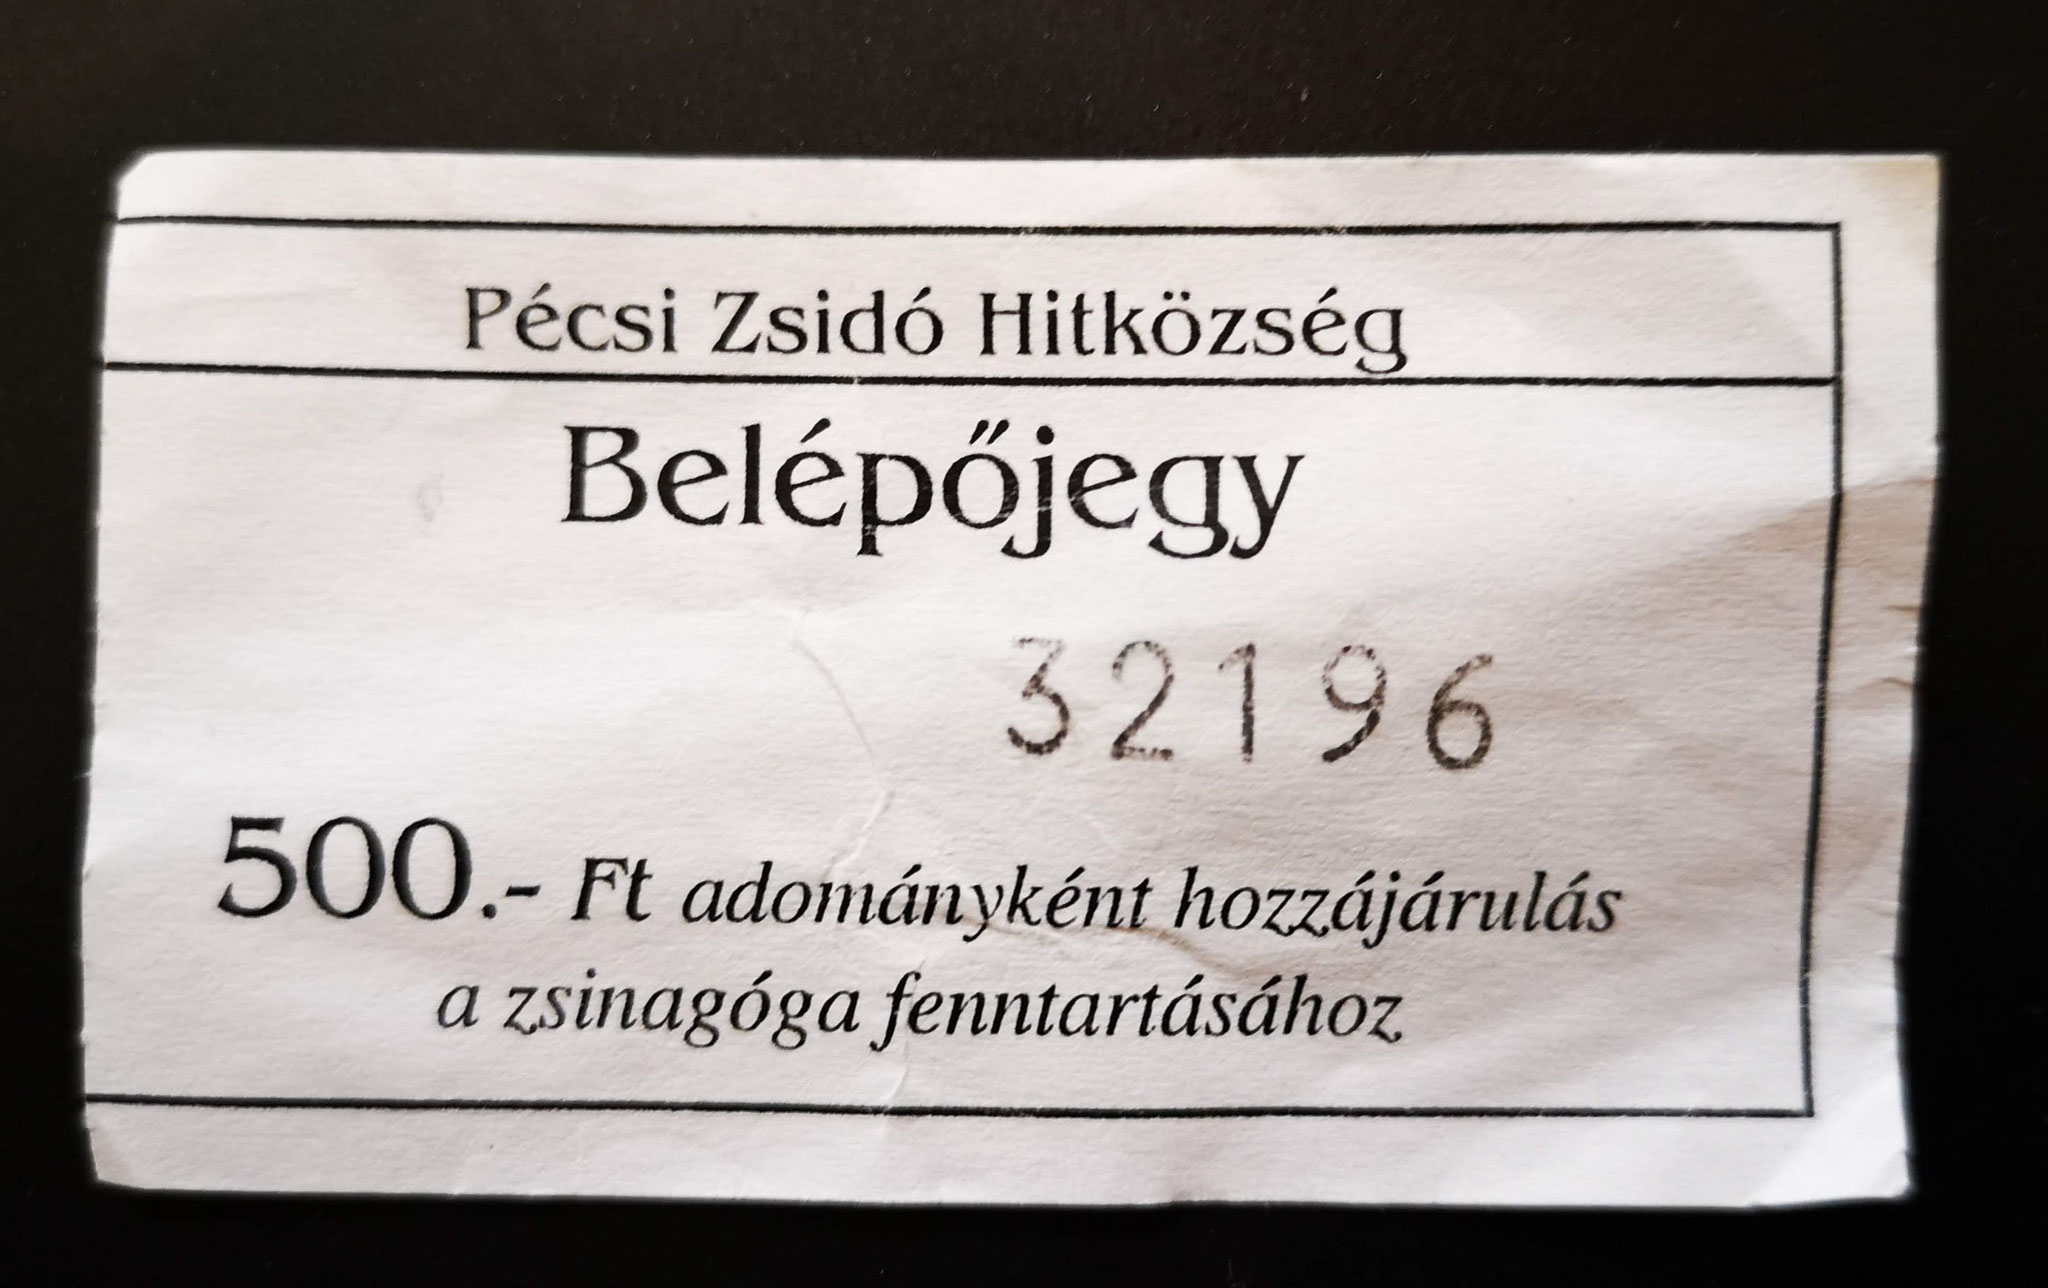 Pécsi Zsidó Hitközség
Belépőjegy
32196
500.- Ft adományként hozzájárulás
a zsinagóga fenntartásához